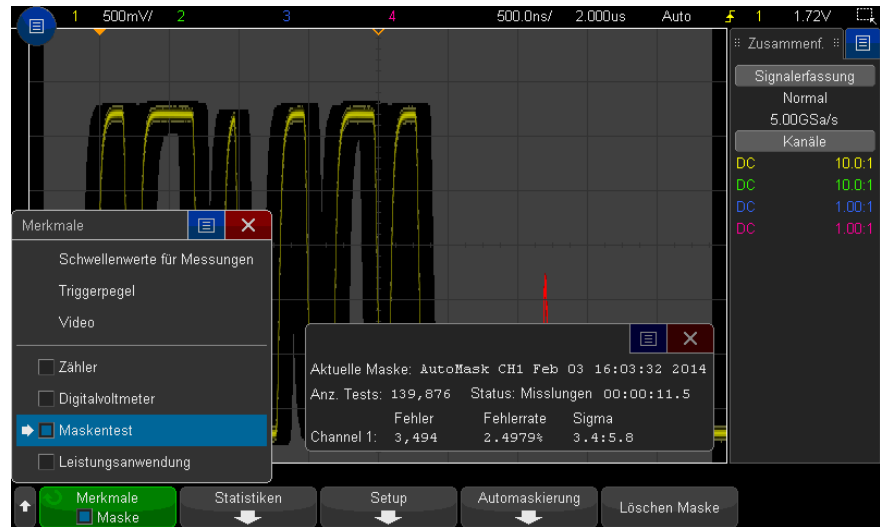 1 500mV/ 2 3 4 500.0ns/ 2.000us Auto 1 1.72V
Zusammenf.
Signalerfassung
Normal
5.00GSa/s
Kanäle
DC 10.0:1
DC 10.0:1
DC 1.00:1
DC 1.00:1
Merkmale
Schwellenwerte für Messungen
Triggerpegel
Video
Zähler
Digitalvoltmeter
Maskentest
Leistungsanwendung
Aktuelle Maske: AutoMask CH1 Feb 03 16:03:32 2014
Anz. Tests: 139,876 Status: Misslungen 00:00:11.5
Fehler Fehlerrate Sigma
Channel 1: 3,494 2.4979% 3.4:5.8
Merkmale
Maske
Statistiken
Setup
Automaskierung
Löschen Maske